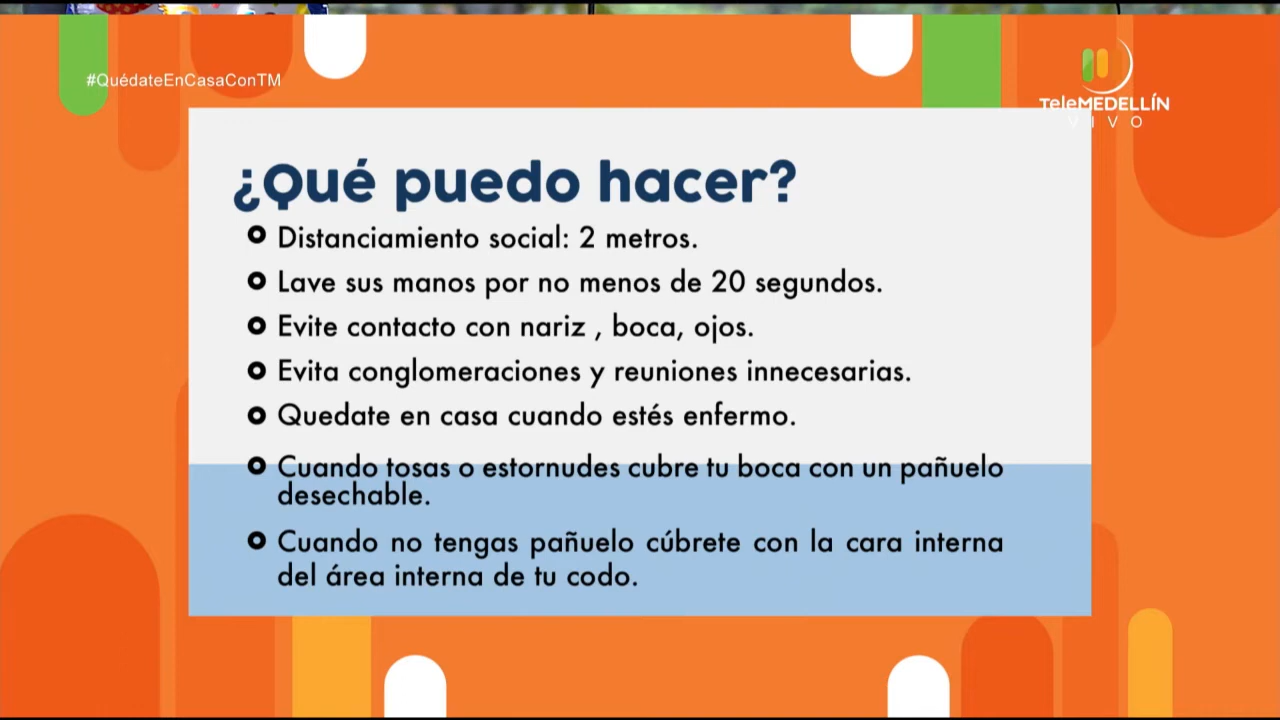 #QuédateEnCasaConTM
TeleMEDELLÍN
VIVO
¿Qué puedo hacer?
Distanciamiento social: 2 metros.
Lave sus manos por no menos de 20 segundos.
Evite contacto con nariz , boca, ojos.
Evita conglomeraciones y reuniones innecesarias.
Quedate en casa cuando estés enfermo.
Cuando tosas o estornudes cubre tu boca con un pañuelo
desechable.
Cuando no tengas pañuelo cúbrete con la cara interna
del área interna de tu codo.